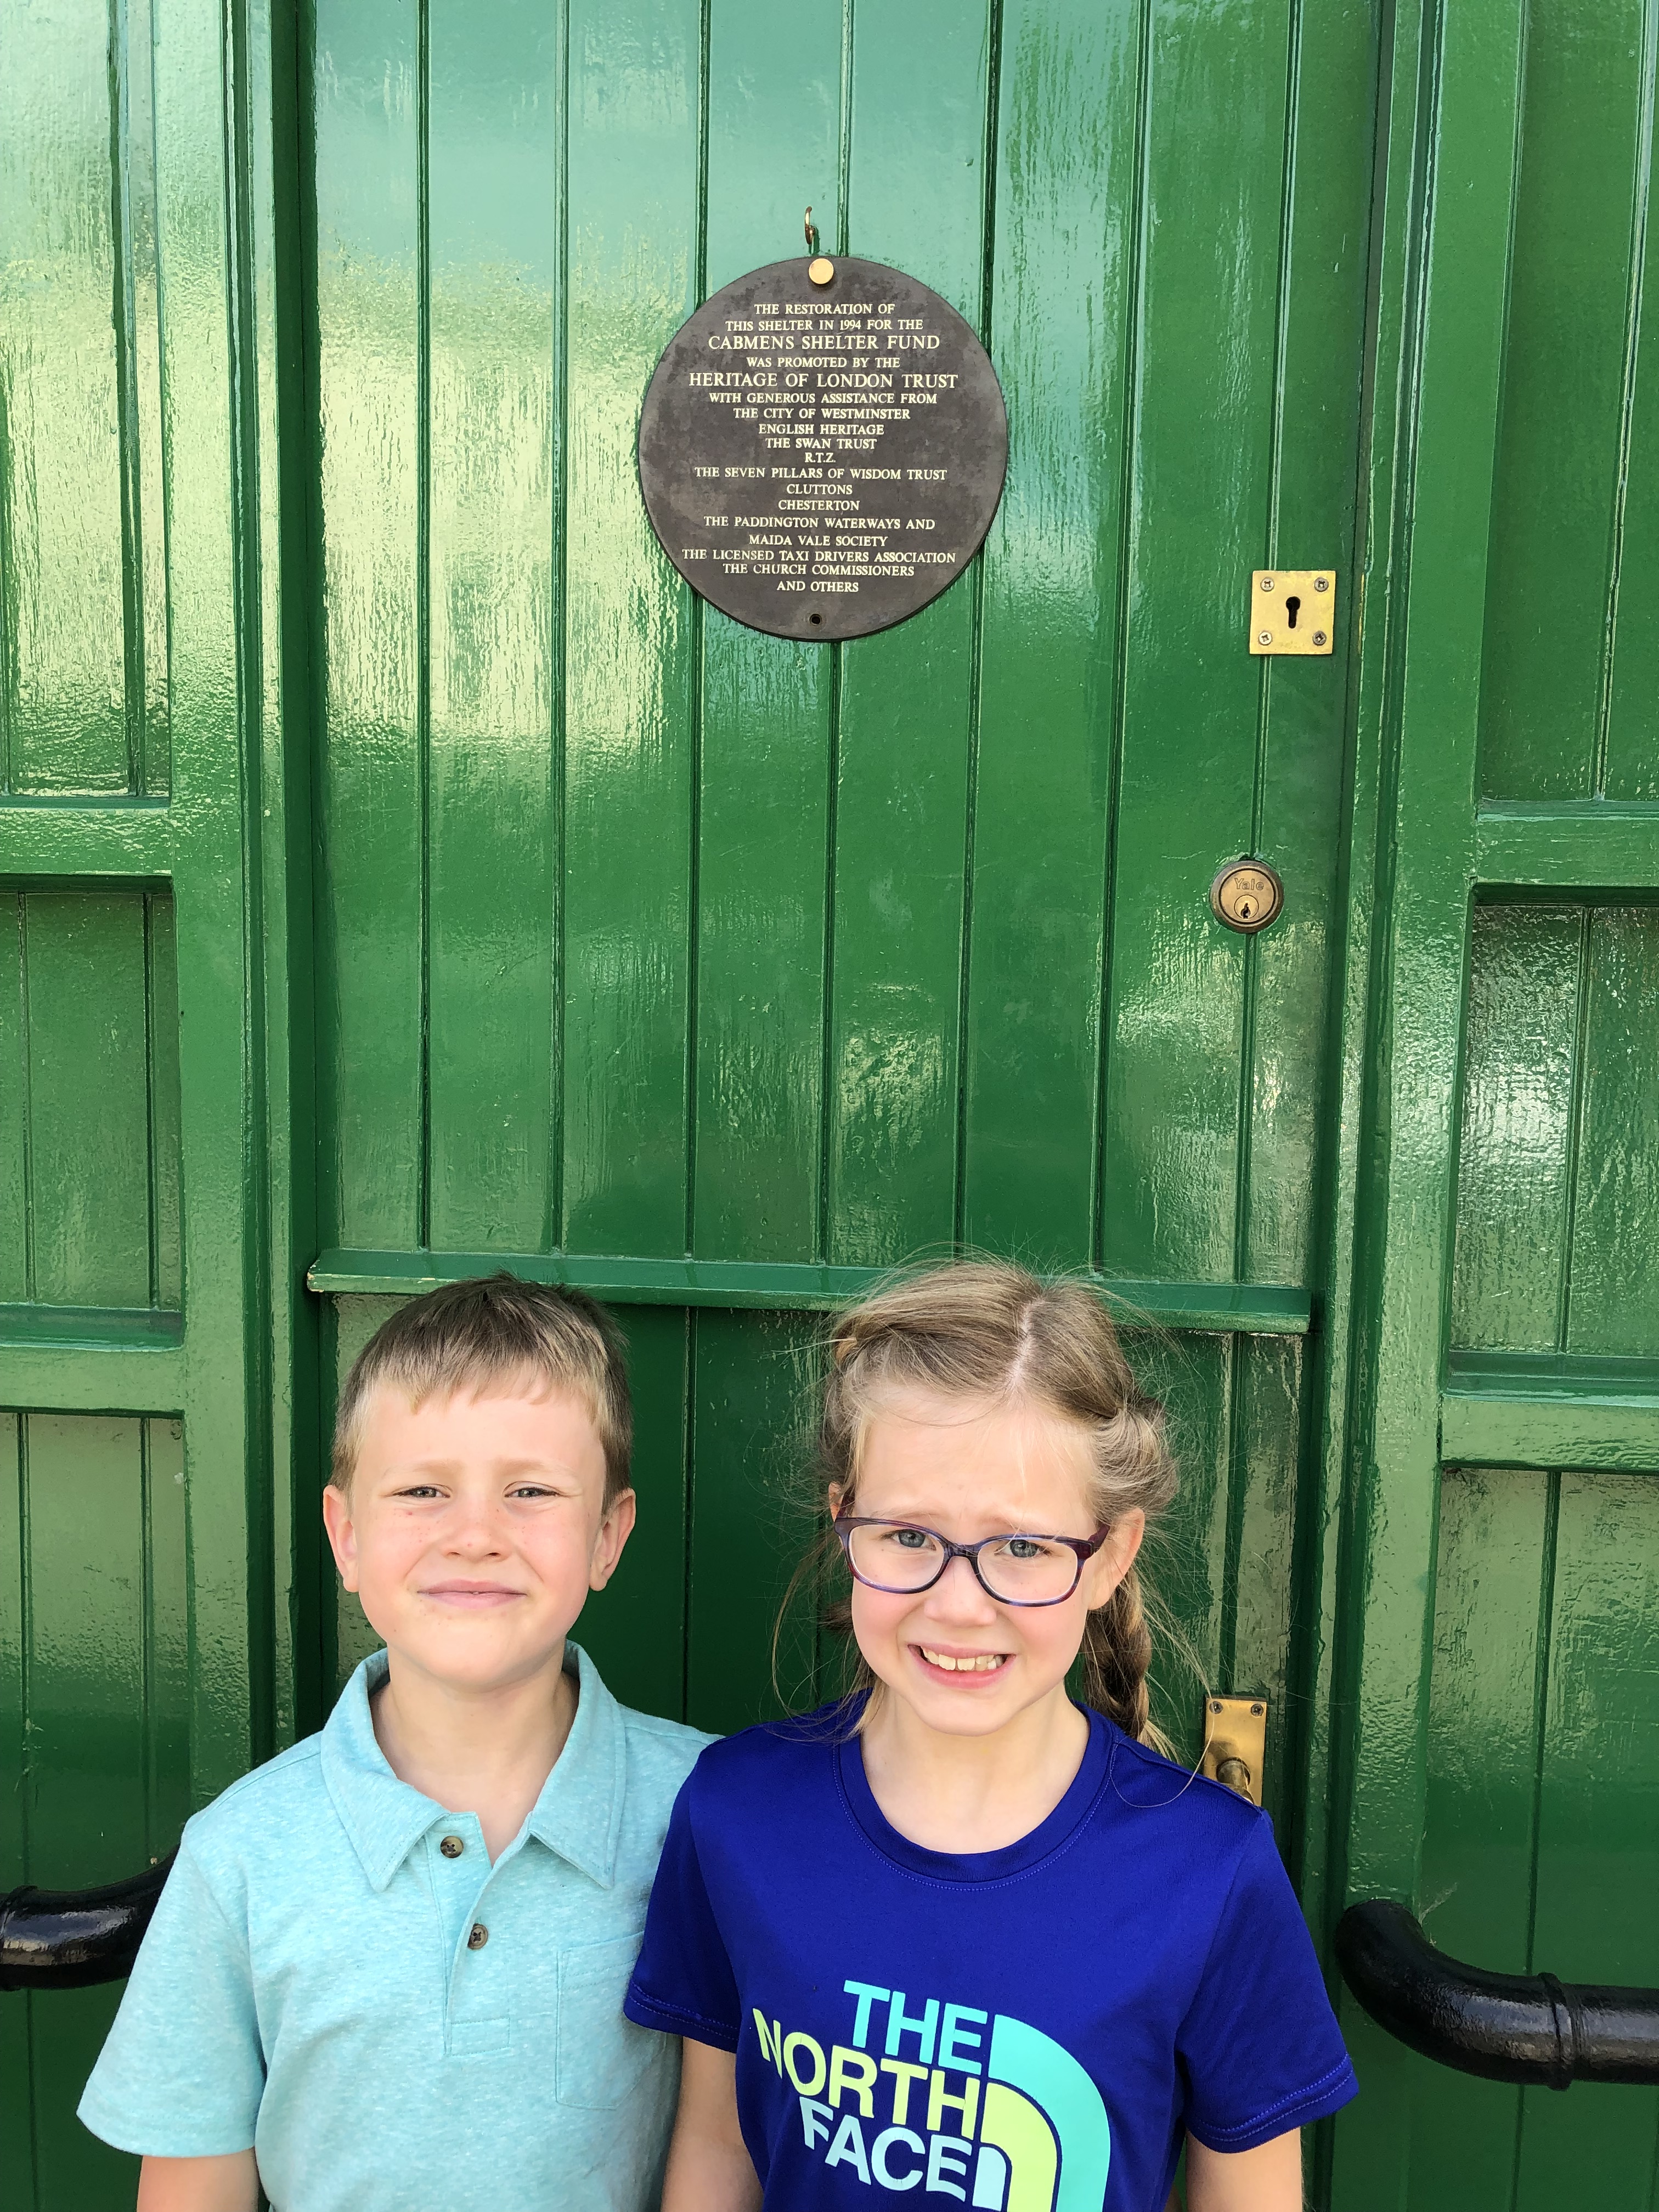 THE RESTORATION OF
THIS SHELTER IN 1994 FOR THE
CABMENS SHELTER FUND
WAS PROMOTED BY THE
HERITAGE OF LONDON TRUST
WITH GENEROUS ASSISTANCE FROM
THE CITY OF WESTMINSTER
ENGLISH HERITAGE
THE SWAN TRUST
R.T.Z.
THE SEVEN PILLARS OF WISDOM TRUST
CLUTTONS
CHESTERTON
THE PADDINGTON WATERWAYS AND
MAIDA VALE SOCIETY
THE LICENSED TAXI DRIVERS ASSOCIATION
THE CHURCH COMMISSIONERS
AND OTHERS
Yale
THE
NORTH
FACE